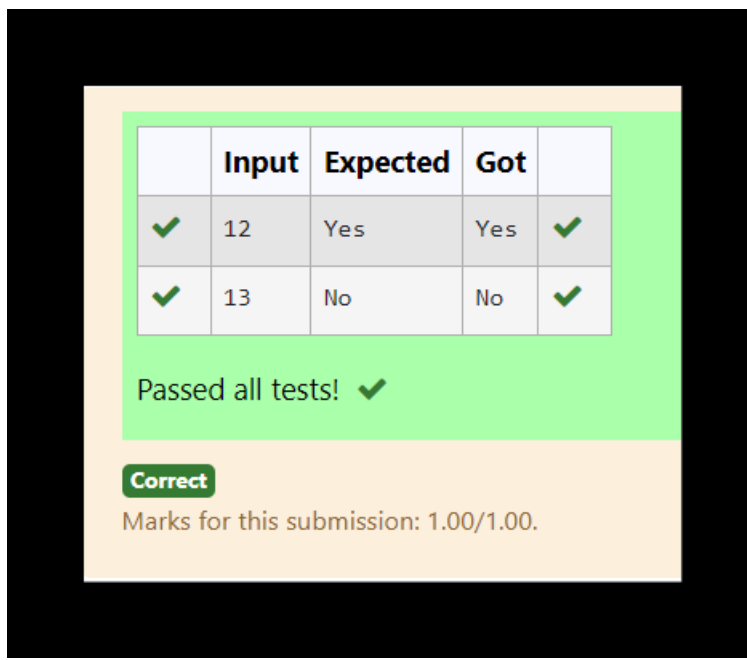 Input Expected Got
12 Yes Yes
13 No No
Passed all tests!
Correct
Marks for this submission: 1.00/1.00.